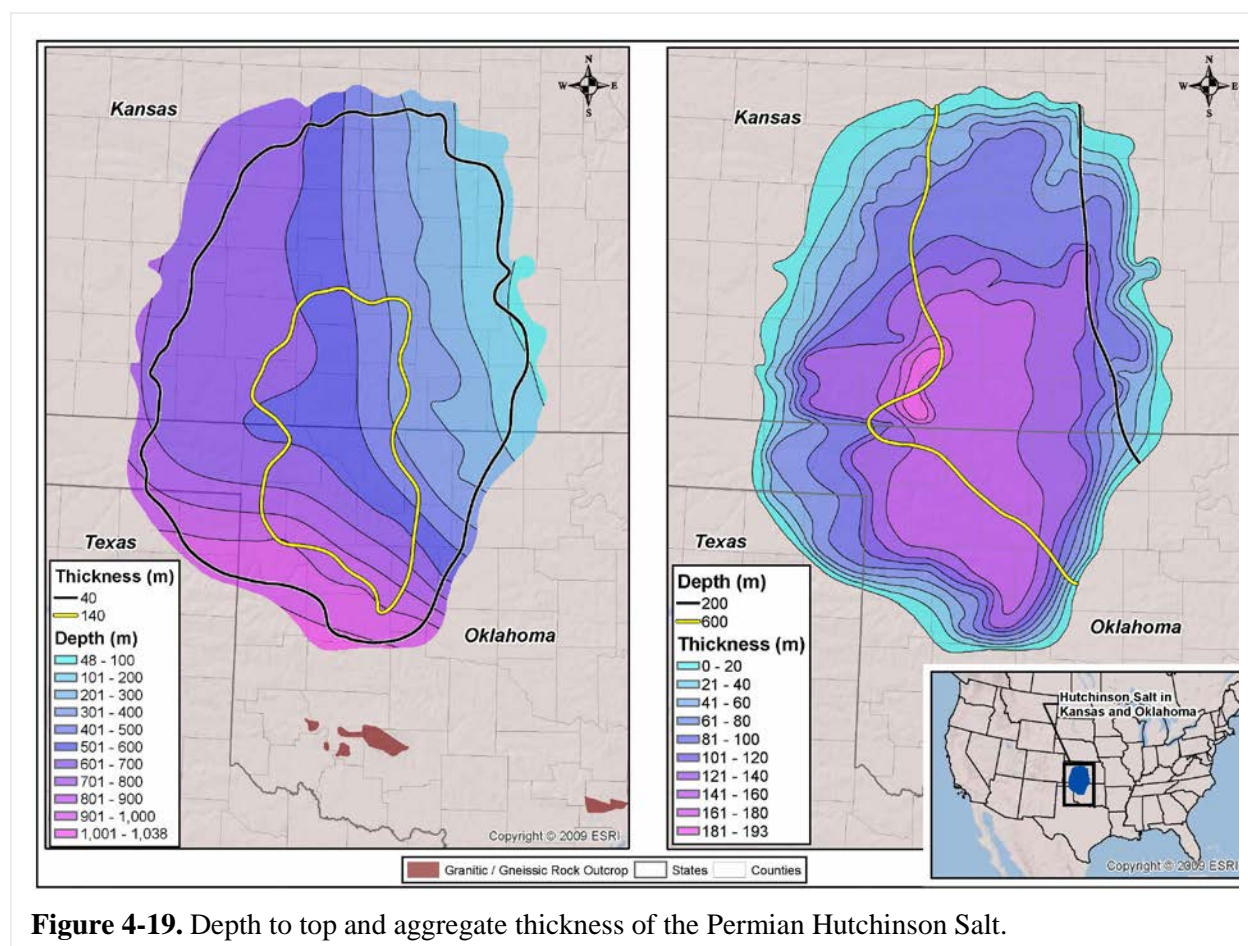 N
W E
S
Kansas
Texas
Oklahoma
Thickness (m)
40
140
Depth (m)
48 - 100
101 - 200
201 - 300
301 - 400
401 - 500
501 - 600
601 - 700
701 - 800
801 - 900
901 - 1,000
1,001 - 1,038
Copyright © 2009 ESRI
N
W E
S
Kansas
Texas
Oklahoma
Depth (m)
200
600
Thickness (m)
0 - 20
21 - 40
41 - 60
61 - 80
81 - 100
101 - 120
121 - 140
141 - 160
161 - 180
181 - 193
Hutchinson Salt in
Kansas and Oklahoma
Copyright © 2009 ESRI
Granitic / Gneissic Rock Outcrop States Counties
Figure 4-19. Depth to top and aggregate thickness of the Permian Hutchinson Salt.